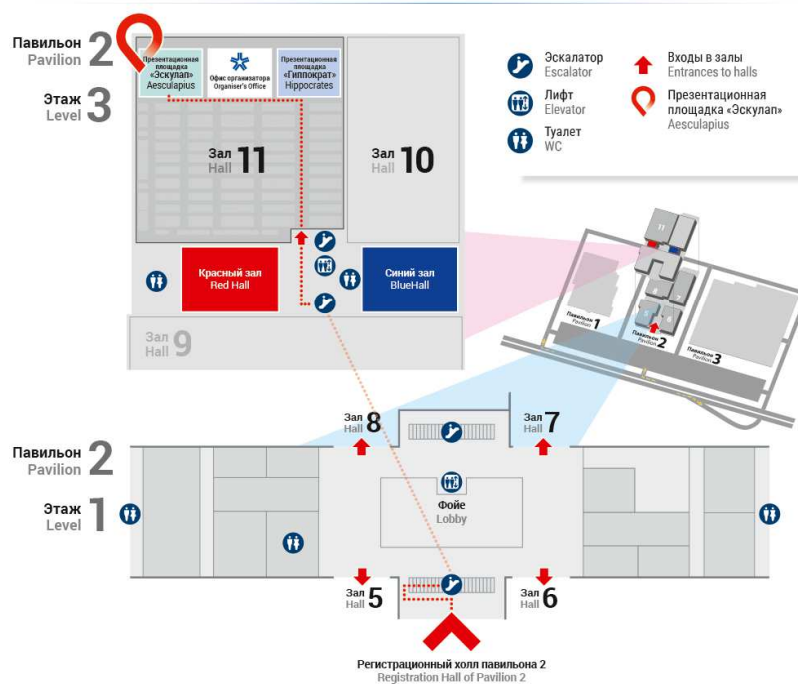 Павильон 2
Pavilion
Этаж 3
Level
Презентационная
площадка
«Эскулап»
Aesculapius
Офис организатора
Organiser's Office
Презентационная
площадка
«Гиппократ»
Hippocrates
Зал 11
Hall
Зал 10
Hall
Красный зал
Red Hall
Синий зал
BlueHall
Зал 9
Hall
Эскалатор
Escalator
Лифт
Elevator
Туалет
WC
Входы в залы
Entrances to halls
Презентационная
площадка «Эскулап»
Aesculapius
11
Павильон 1
Pavilion
Павильон 2
Pavilion
Павильон 3
Pavilion
Павильон 2
Pavilion
Этаж 1
Level
Зал 8
Hall
Зал 7
Hall
Фойе
Lobby
Зал 5
Hall
Зал 6
Hall
Регистрационный холл павильона 2
Registration Hall of Pavilion 2